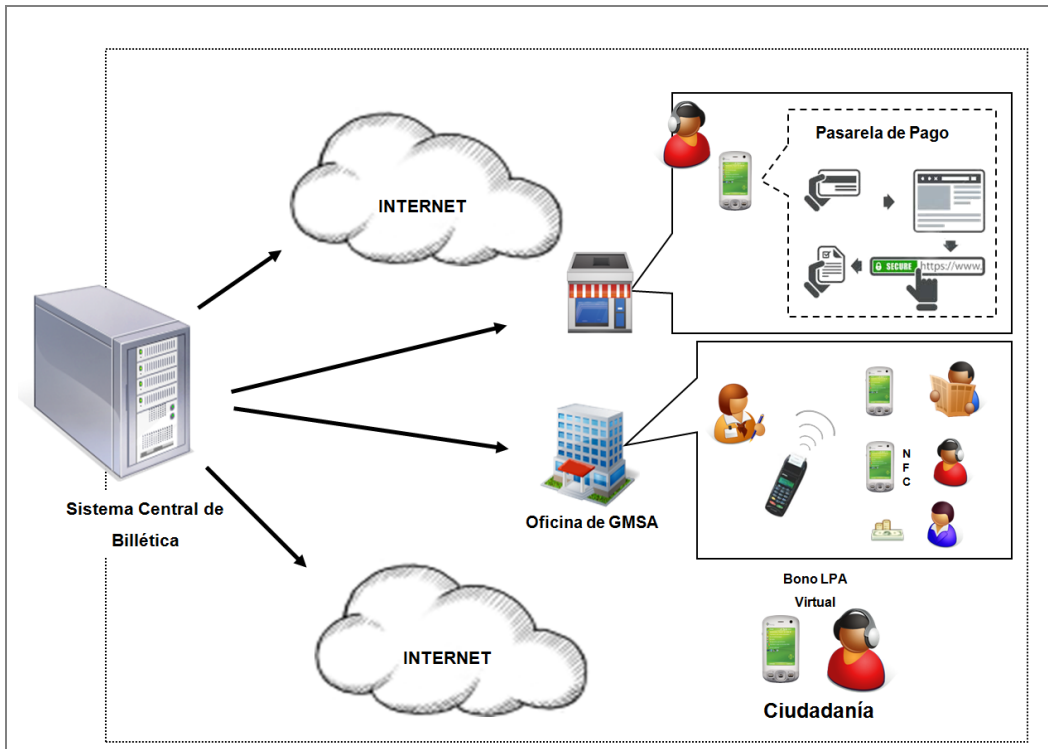 INTERNET
Pasarela de Pago
SECURE https://www.
Sistema Central de
Billética
Oficina de GMSA
N
F
C
Bono LPA
Virtual
INTERNET
Ciudadanía